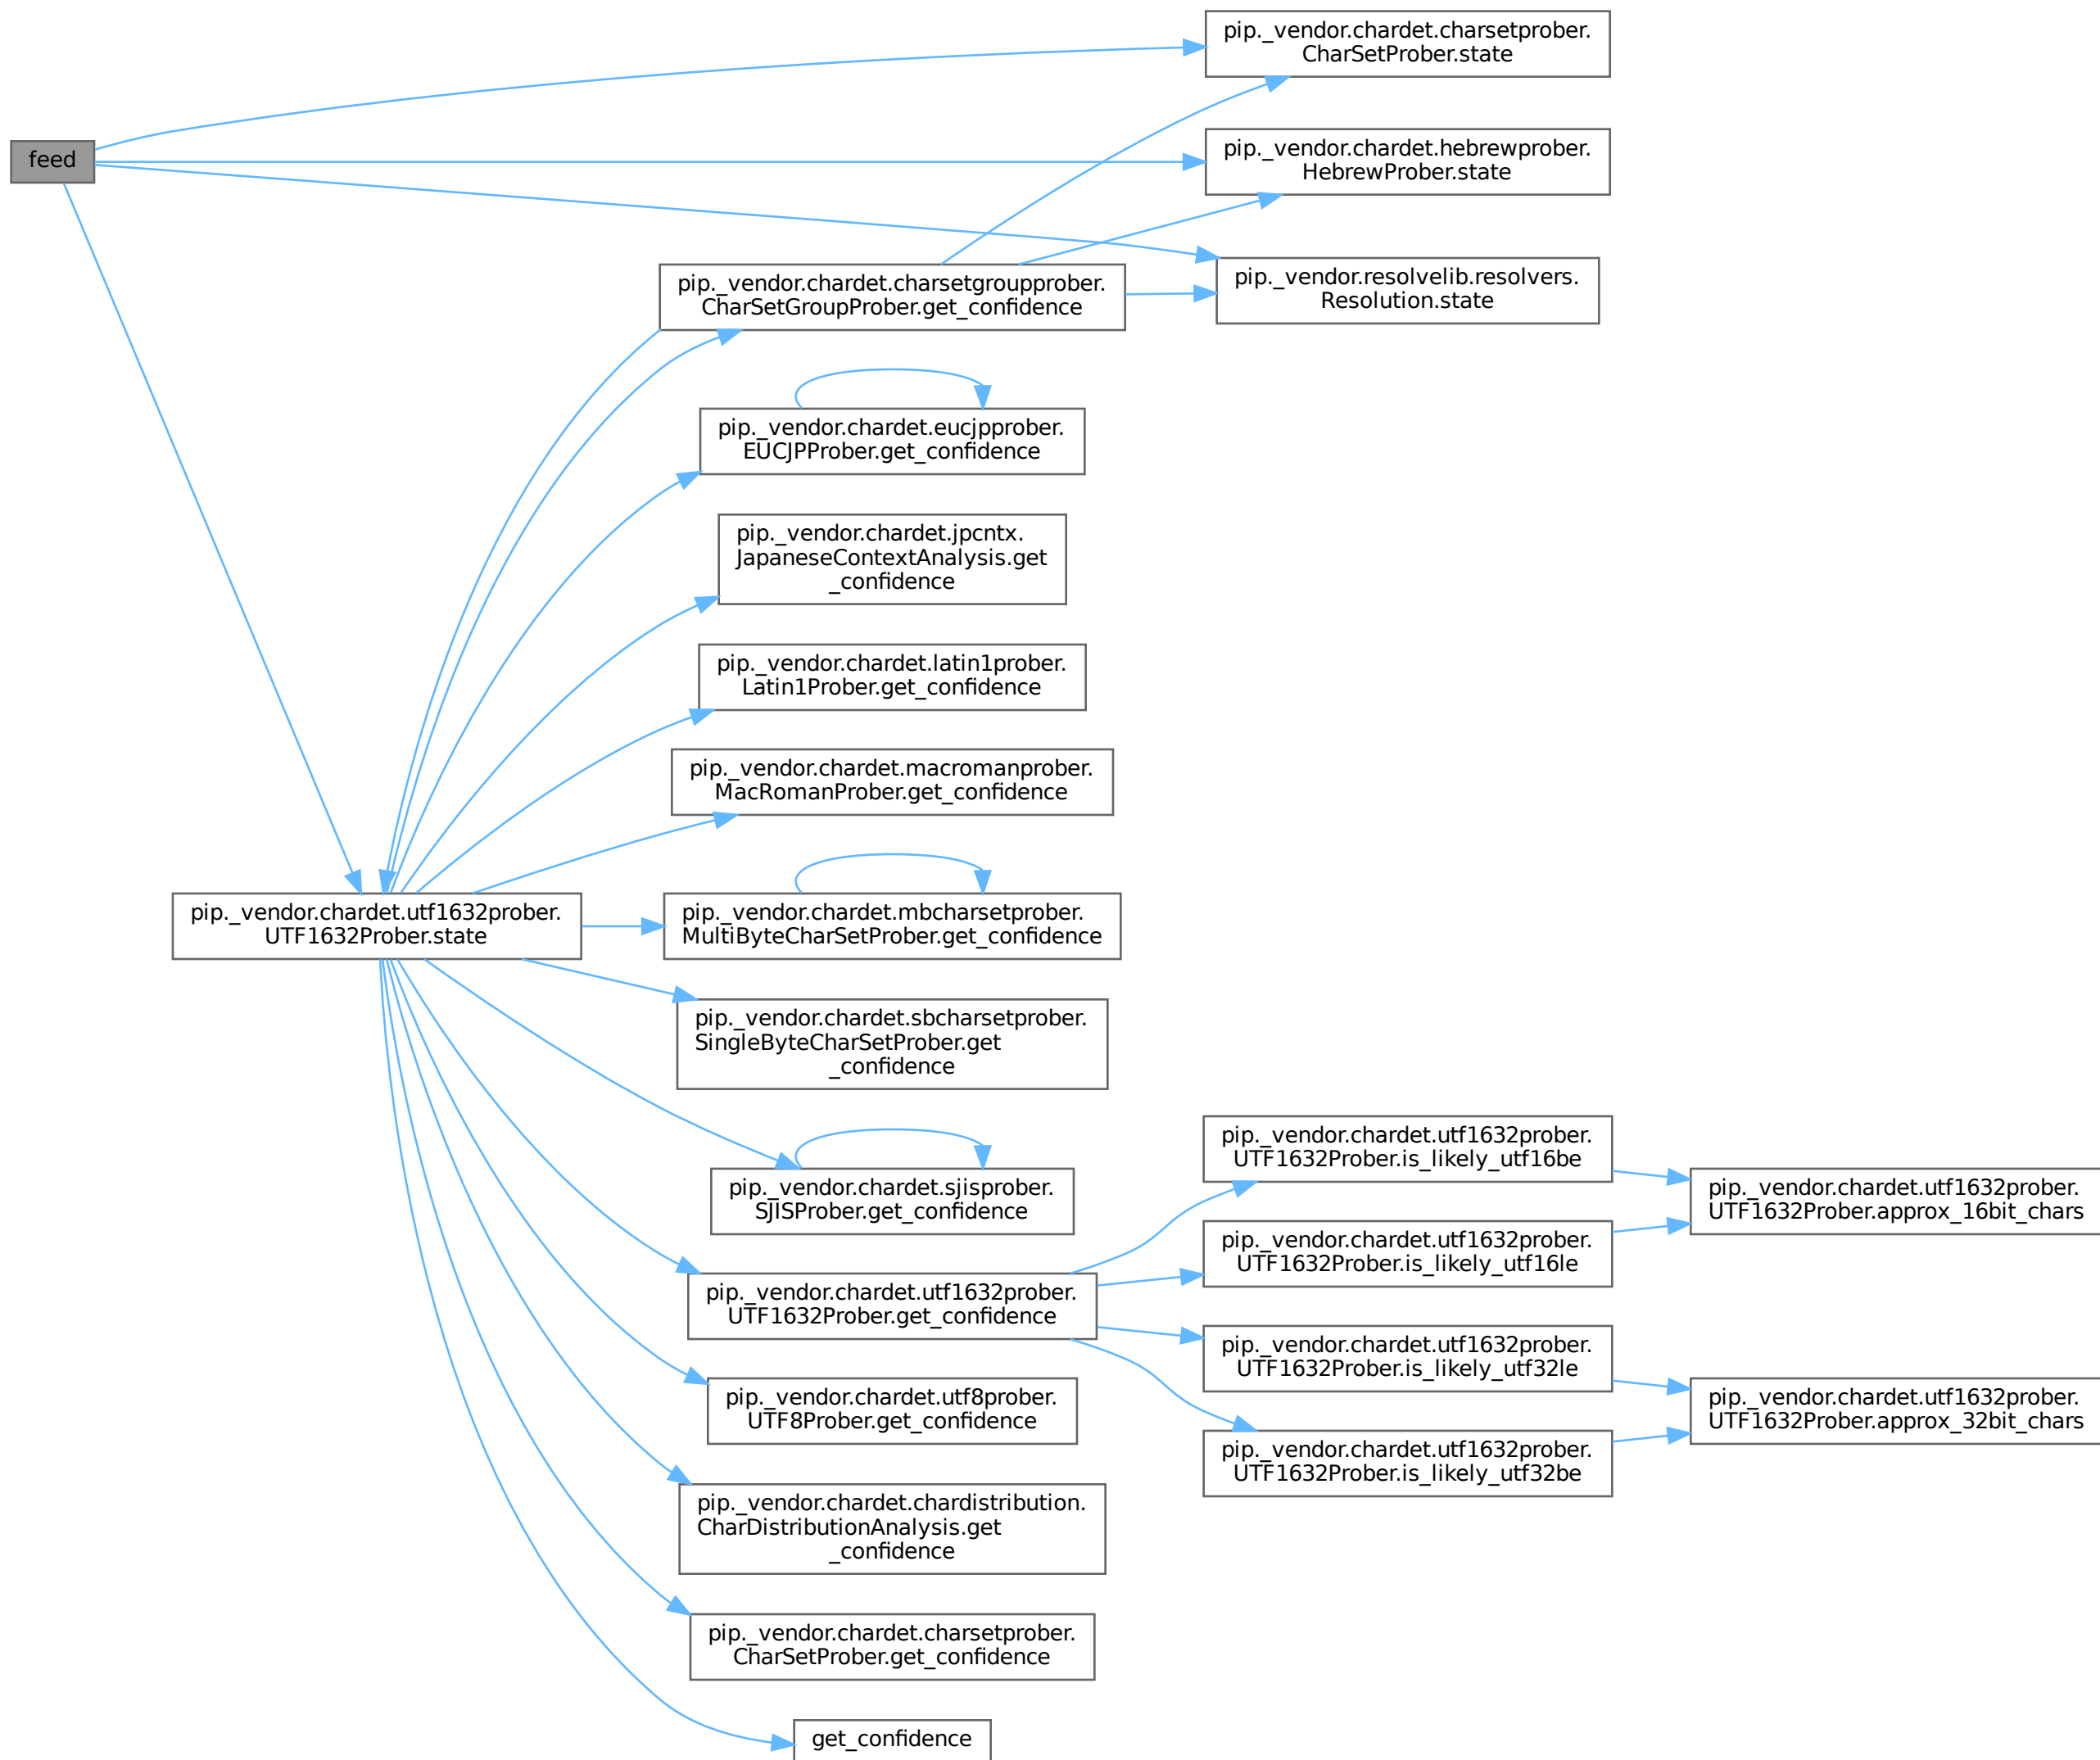 pip._vendor.chardet.charsetprober.
CharSetProber.state
feed
pip._vendor.chardet.hebrewprober.
HebrewProber.state
pip._vendor.resolvelib.resolvers.
Resolution.state
pip._vendor.chardet.charsetgroupprober.
CharSetGroupProber.get_confidence
pip._vendor.chardet.eucjpprober.
EUCJPProber.get_confidence
pip._vendor.chardet.jpcntx.
JapaneseContextAnalysis.get
_confidence
pip._vendor.chardet.latin1prober.
Latin1Prober.get_confidence
pip._vendor.chardet.macromanprober.
MacRomanProber.get_confidence
pip._vendor.chardet.utf1632prober.
UTF1632Prober.state
pip._vendor.chardet.mbcharsetprober.
MultiByteCharSetProber.get_confidence
pip._vendor.chardet.sbcharsetprober.
SingleByteCharSetProber.get
_confidence
pip._vendor.chardet.sjisprober.
SJISProber.get_confidence
pip._vendor.chardet.utf1632prober.
UTF1632Prober.get_confidence
pip._vendor.chardet.utf1632prober.
UTF1632Prober.is_likely_utf16be
pip._vendor.chardet.utf1632prober.
UTF1632Prober.is_likely_utf16le
pip._vendor.chardet.utf1632prober.
UTF1632Prober.is_likely_utf32le
pip._vendor.chardet.utf1632prober.
UTF1632Prober.is_likely_utf32be
pip._vendor.chardet.utf1632prober.
UTF1632Prober.approx_16bit_chars
pip._vendor.chardet.utf1632prober.
UTF1632Prober.approx_32bit_chars
pip._vendor.chardet.utf8prober.
UTF8Prober.get_confidence
pip._vendor.chardet.chardistribution.
CharDistributionAnalysis.get
_confidence
pip._vendor.chardet.charsetprober.
CharSetProber.get_confidence
get_confidence